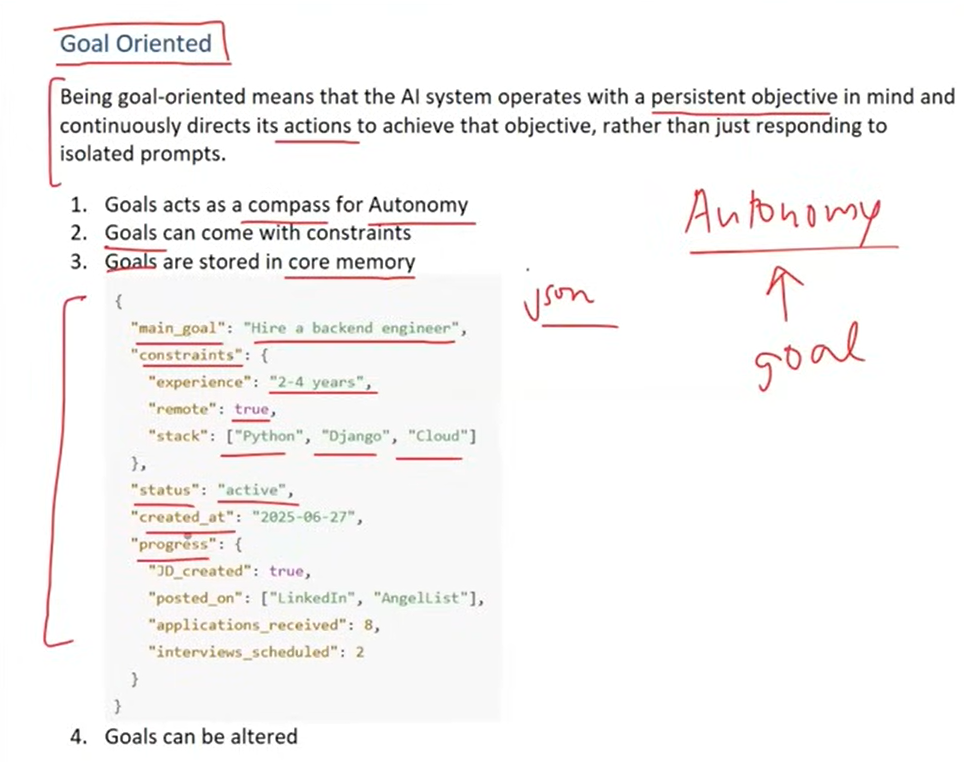 Goal Oriented
Being goal-oriented means that the AI system operates with a persistent objective in mind and
continuously directs its actions to achieve that objective, rather than just responding to
isolated prompts.
1. Goals acts as a compass for Autonomy
2. Goals can come with constraints
3. Goals are stored in core memory
{
"main_goal": "Hire a backend engineer",
"constraints": {
"experience": "2-4 years",
"remote": true,
"stack": ["Python", "Django", "Cloud"]
},
"status": "active",
"created_at": "2025-06-27",
"progress": {
"JD_created": true,
"posted_on": ["LinkedIn", "AngelList"],
"applications_received": 8,
"interviews_scheduled": 2
}
}
4. Goals can be altered
json
Autonomy
goal